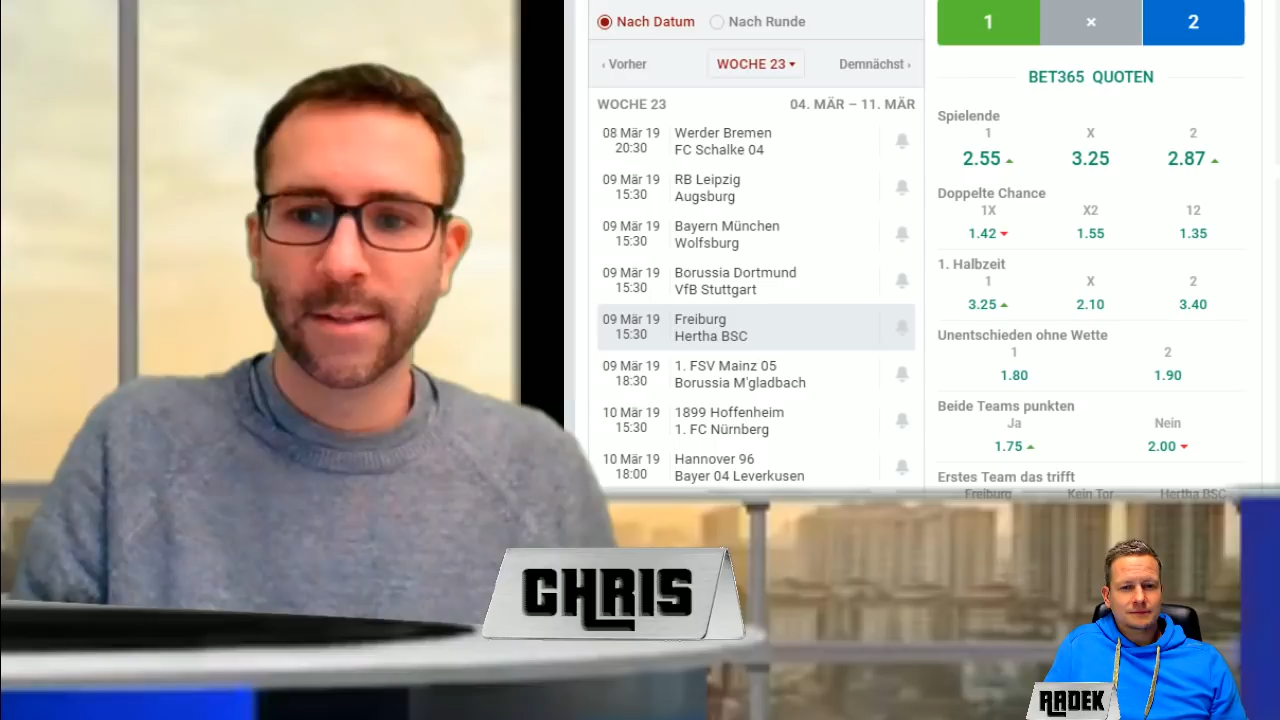 Nach Datum
Nach Runde
‹ Vorher
WOCHE 23
Demnächst ›
WOCHE 23
04. MÄR – 11. MÄR
08 Mär 19 Werder Bremen
20:30 FC Schalke 04
09 Mär 19 RB Leipzig
15:30 Augsburg
09 Mär 19 Bayern München
15:30 Wolfsburg
09 Mär 19 Borussia Dortmund
15:30 VfB Stuttgart
09 Mär 19 Freiburg
15:30 Hertha BSC
09 Mär 19 1. FSV Mainz 05
18:30 Borussia M'gladbach
10 Mär 19 1899 Hoffenheim
15:30 1. FC Nürnberg
10 Mär 19 Hannover 96
18:00 Bayer 04 Leverkusen
1 × 2
BET365 QUOTEN
Spielende
1 X 2
2.55 3.25 2.87
Doppelte Chance
1X X2 12
1.42 1.55 1.35
1. Halbzeit
1 X 2
3.25 2.10 3.40
Unentschieden ohne Wette
1 2
1.80 1.90
Beide Teams punkten
Ja Nein
1.75 2.00
Erstes Team das trifft
Freiburg Kein Tor Hertha BSC
CHRIS
RADEK